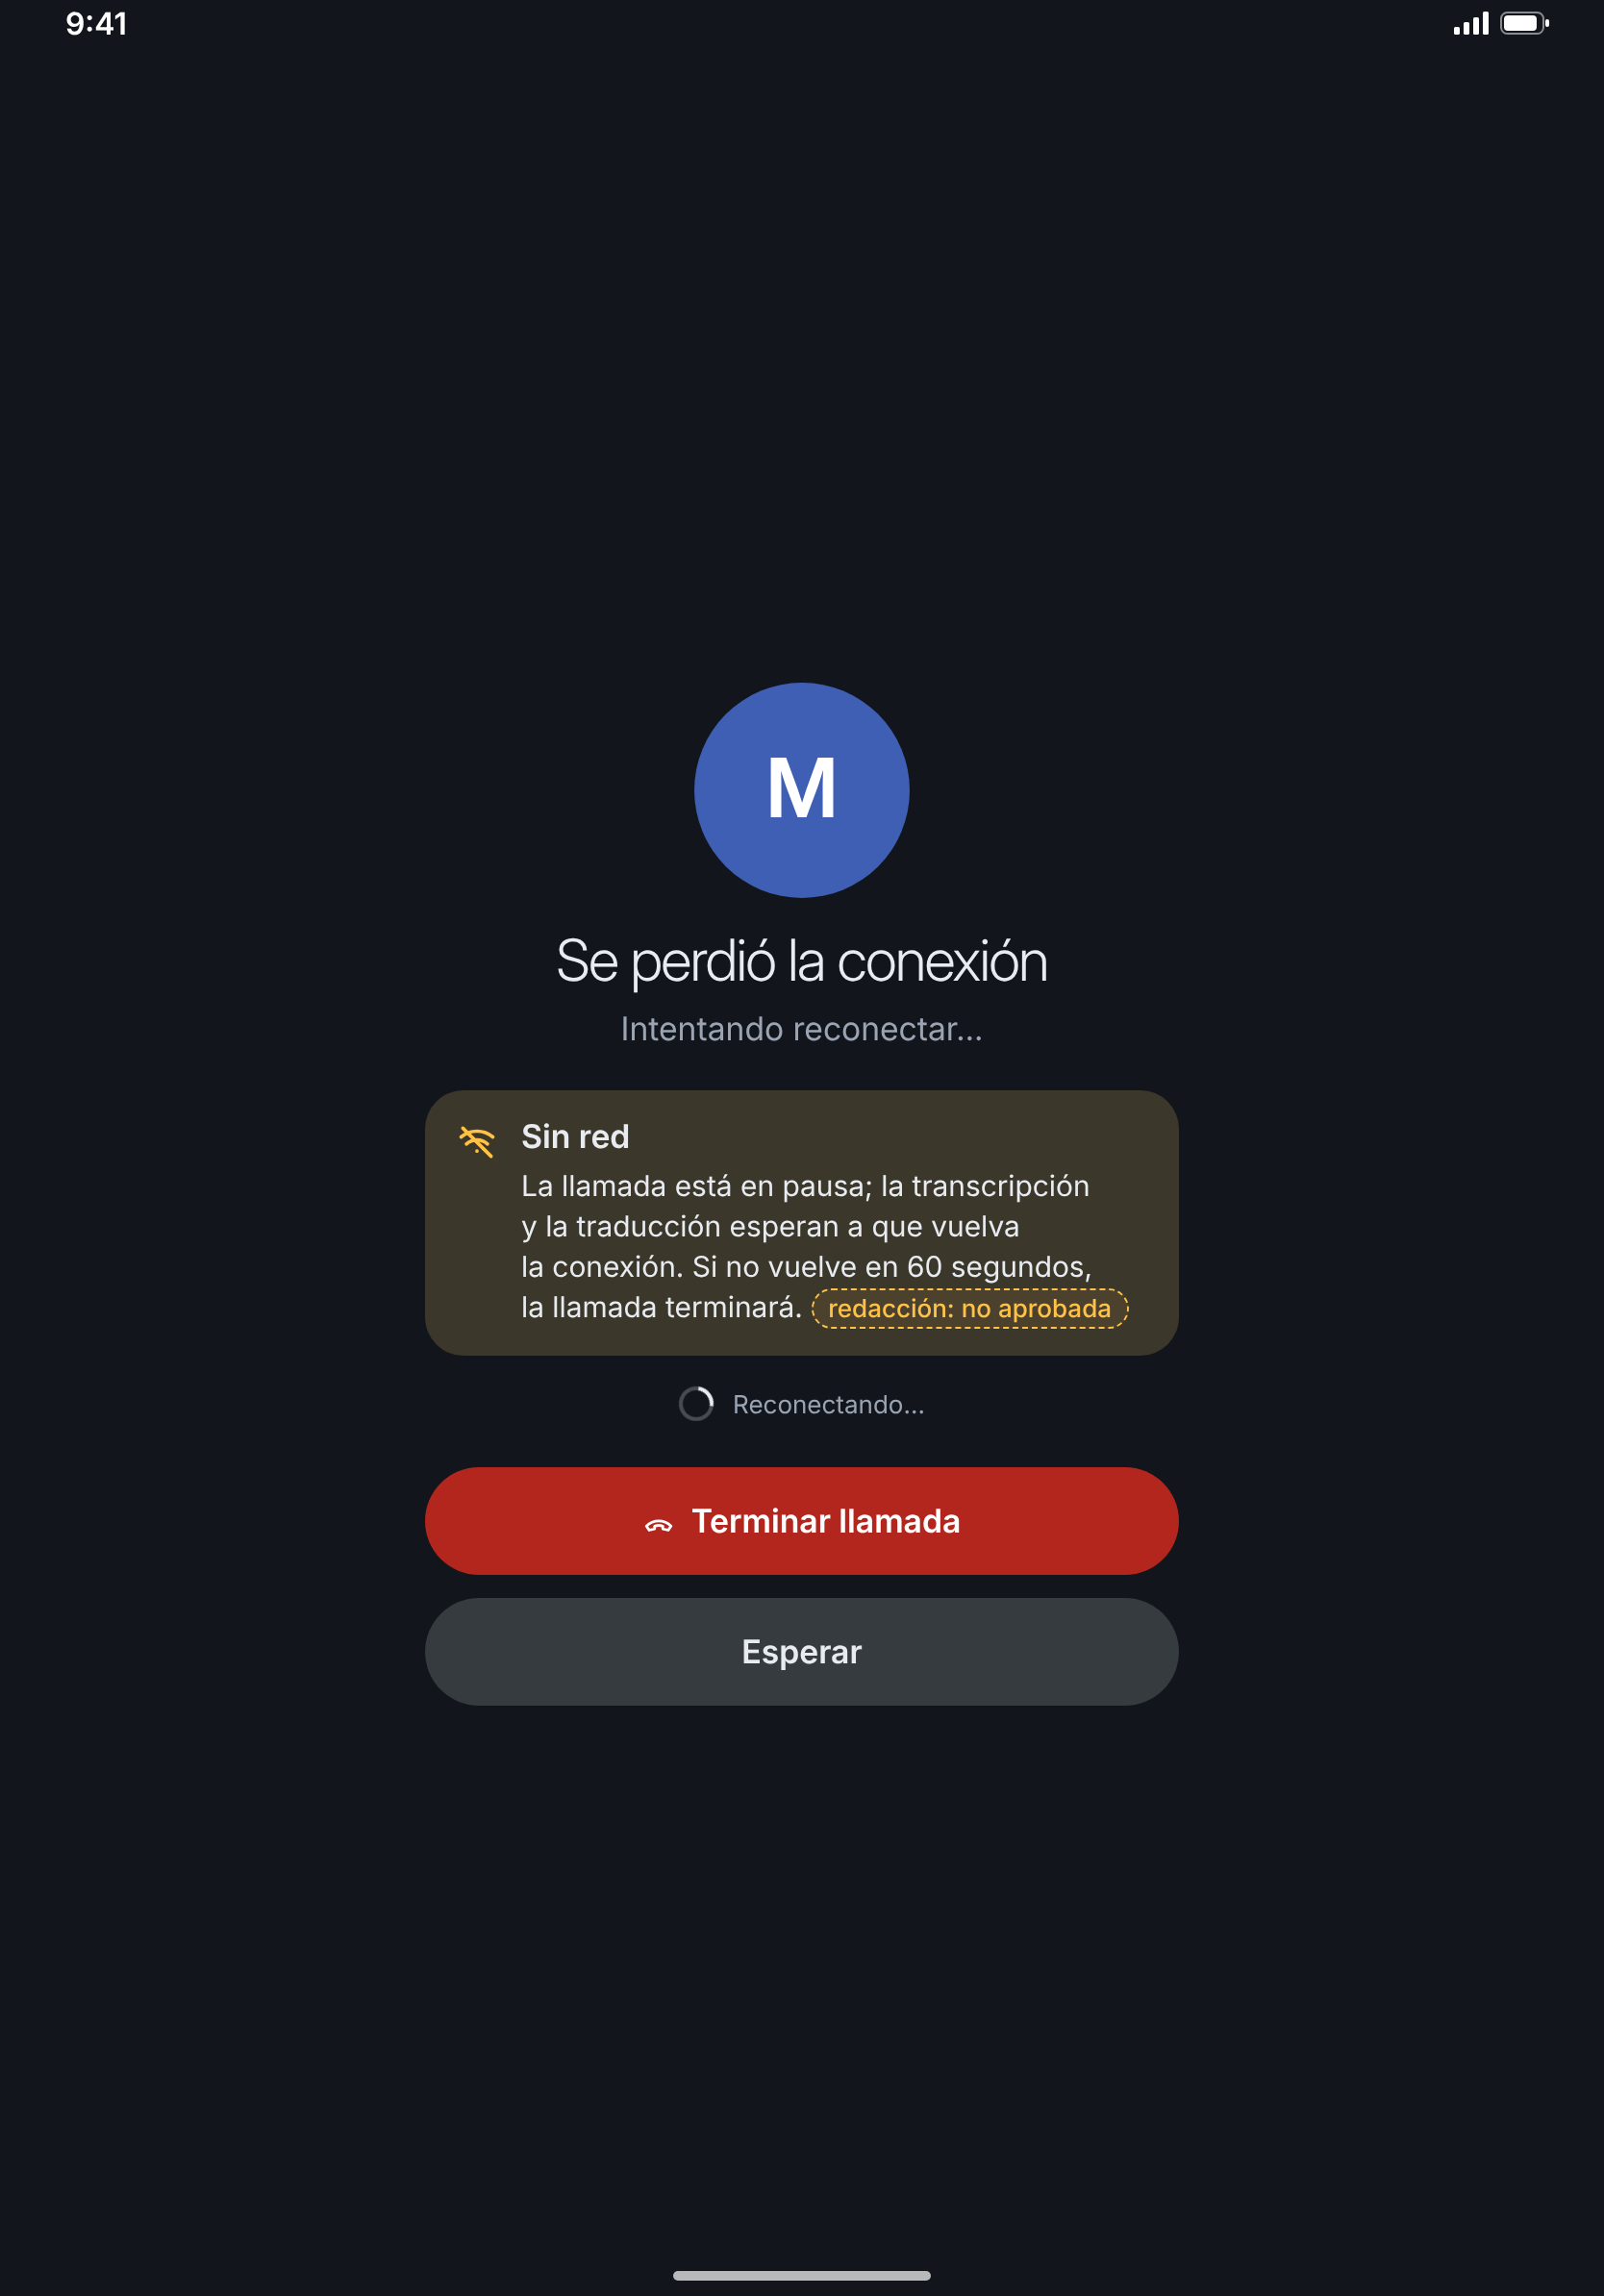 9:41
M
Se perdió la conexión
Intentando reconectar…
Sin red
La llamada está en pausa; la transcripción
y la traducción esperan a que vuelva
la conexión. Si no vuelve en 60 segundos,
la llamada terminará. redacción: no aprobada
Reconectando…
Terminar llamada
Esperar